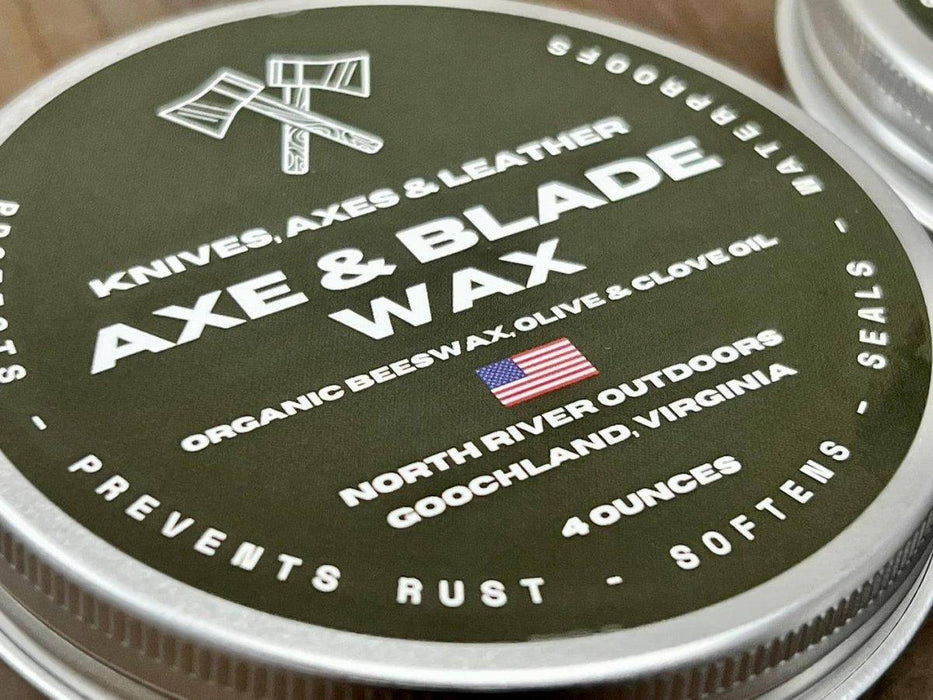 KNIVES, AXES & LEATHER
AXE & BLADE
WAX
ORGANIC BEESWAX, OLIVE & CLOVE OIL
NORTH RIVER OUTDOORS
GOOCHLAND, VIRGINIA
4 OUNCES
WATERPROOFS - SEALS - SOFTENS - PREVENTS RUST -